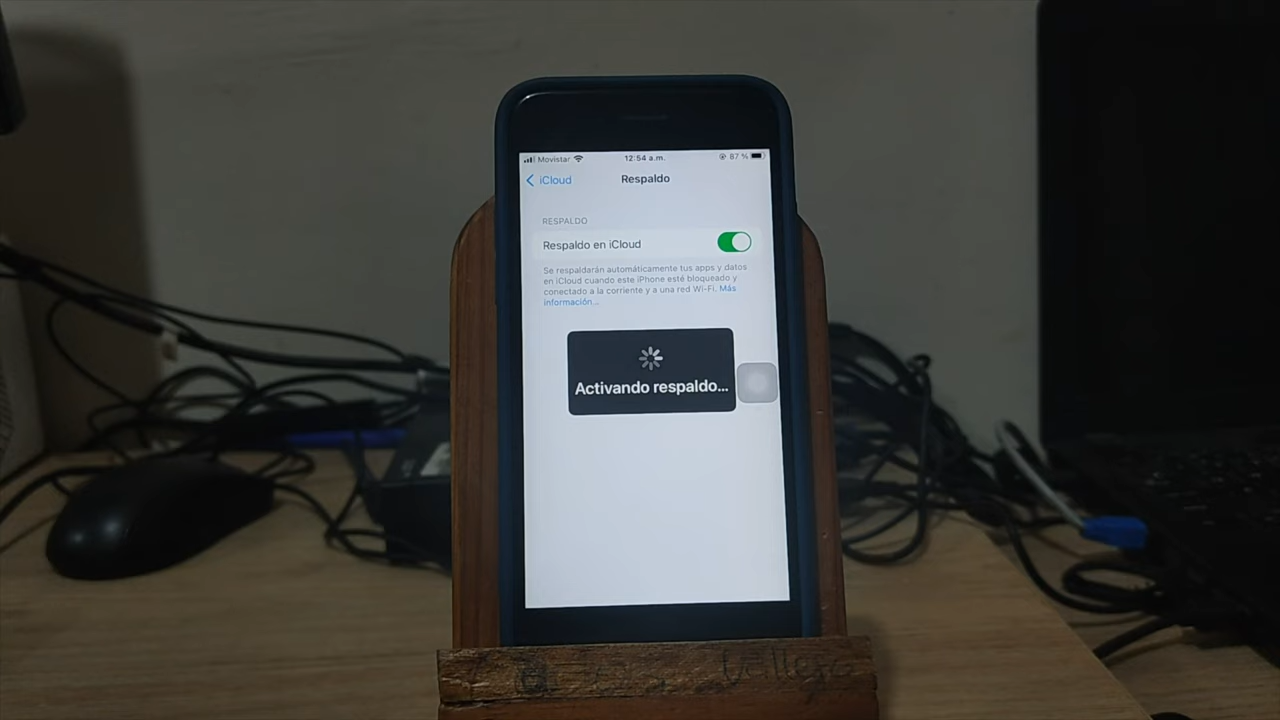 Movistar 12:54 a.m. 87 %
iCloud Respaldo
RESPALDO
Respaldo en iCloud
Se respaldarán automáticamente tus apps y datos
en iCloud cuando este iPhone esté bloqueado y
conectado a la corriente y a una red Wi-Fi. Más
información...
Activando respaldo...